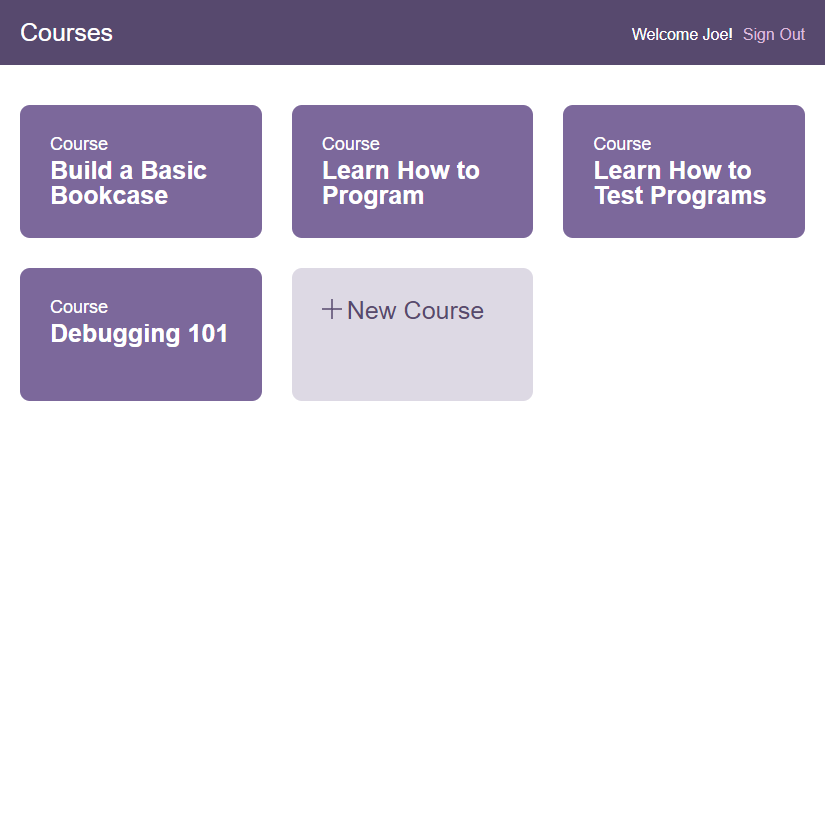 Courses
Welcome Joe! Sign Out
Course
Build a Basic
Bookcase
Course
Learn How to
Program
Course
Learn How to
Test Programs
Course
Debugging 101
New Course